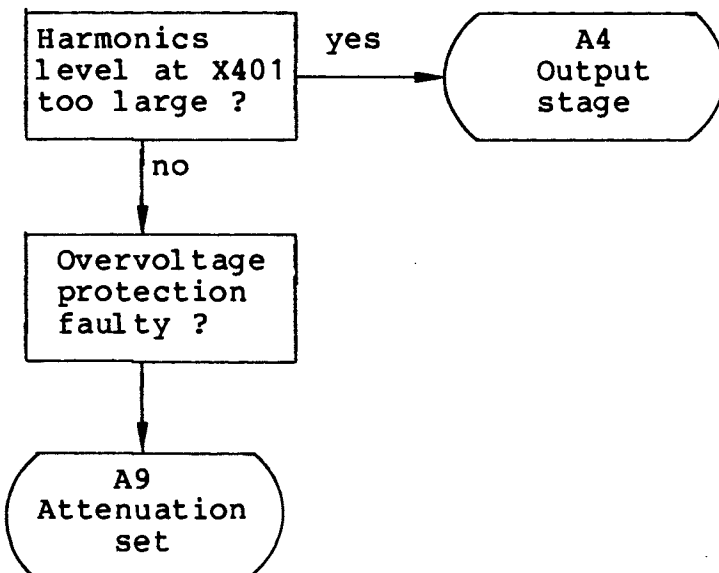 Harmonics
level at X401
too large ?
yes
A4
Output
stage
no
Overvoltage
protection
faulty ?
A9
Attenuation
set